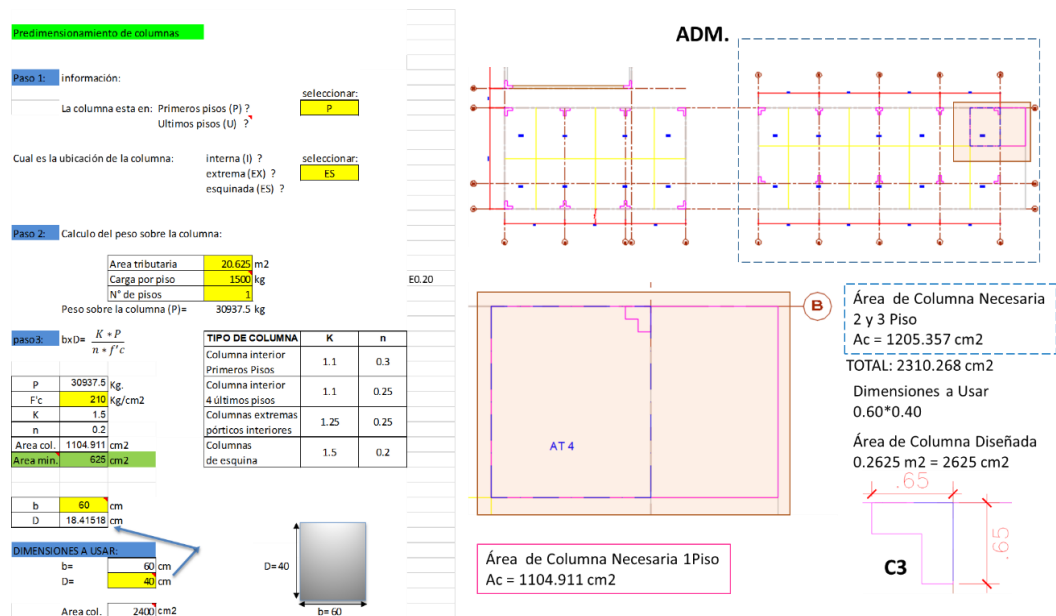 Predimensionamiento de columnas
Paso 1: información:
seleccionar:
La columna esta en: Primeros pisos (P) ? P
Ultimos pisos (U) ?
Cual es la ubicación de la columna: interna (I) ? seleccionar:
extrema (EX) ? ES
esquinada (ES) ?
Paso 2: Calculo del peso sobre la columna:
Area tributaria 20.625 m2
Carga por piso 1500 kg
N° de pisos 1
Peso sobre la columna (P)= 30937.5 kg
E0.20
paso3: bxD= K * P / n * f'c
TIPO DE COLUMNA K n
Columna interior Primeros Pisos 1.1 0.3
Columna interior 4 últimos pisos 1.1 0.25
Columnas extremas pórticos interiores 1.25 0.25
Columnas de esquina 1.5 0.2
P 30937.5 Kg.
F'c 210 Kg/cm2
K 1.5
n 0.2
Area col. 1104.911 cm2
Area min. 625 cm2
b 60 cm
D 18.41518 cm
DIMENSIONES A USAR:
b= 60 cm
D= 40 cm
Area col. 2400 cm2
D= 40
b= 60
ADM.
B
AT 4
Área de Columna Necesaria 1Piso
Ac = 1104.911 cm2
Área de Columna Necesaria
2 y 3 Piso
Ac = 1205.357 cm2
TOTAL: 2310.268 cm2
Dimensiones a Usar
0.60*0.40
Área de Columna Diseñada
0.2625 m2 = 2625 cm2
.65
.65
C3